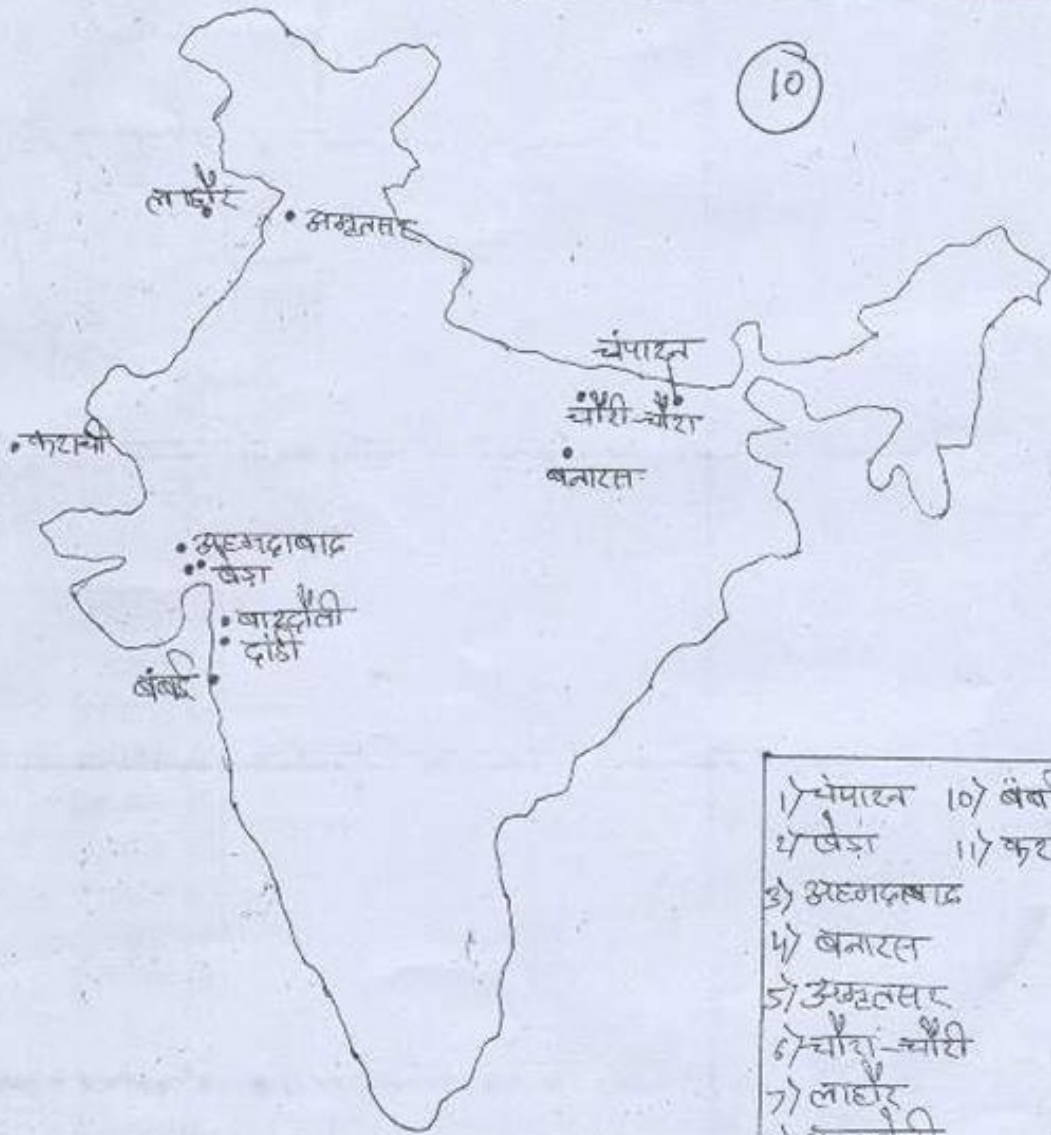 10
लाहौर
अमृतसर
चंपारन
चौरी-चौरा
बनारस
कराची
अहमदाबाद
खेड़ा
बारदौली
दांडी
बंबई
1) चंपारन 10)
2) खेड़ा 11)
3) अहमदाबाद
4) बनारस
5) अमृतसर
6) चौरा-चौरी
7) लाहौर